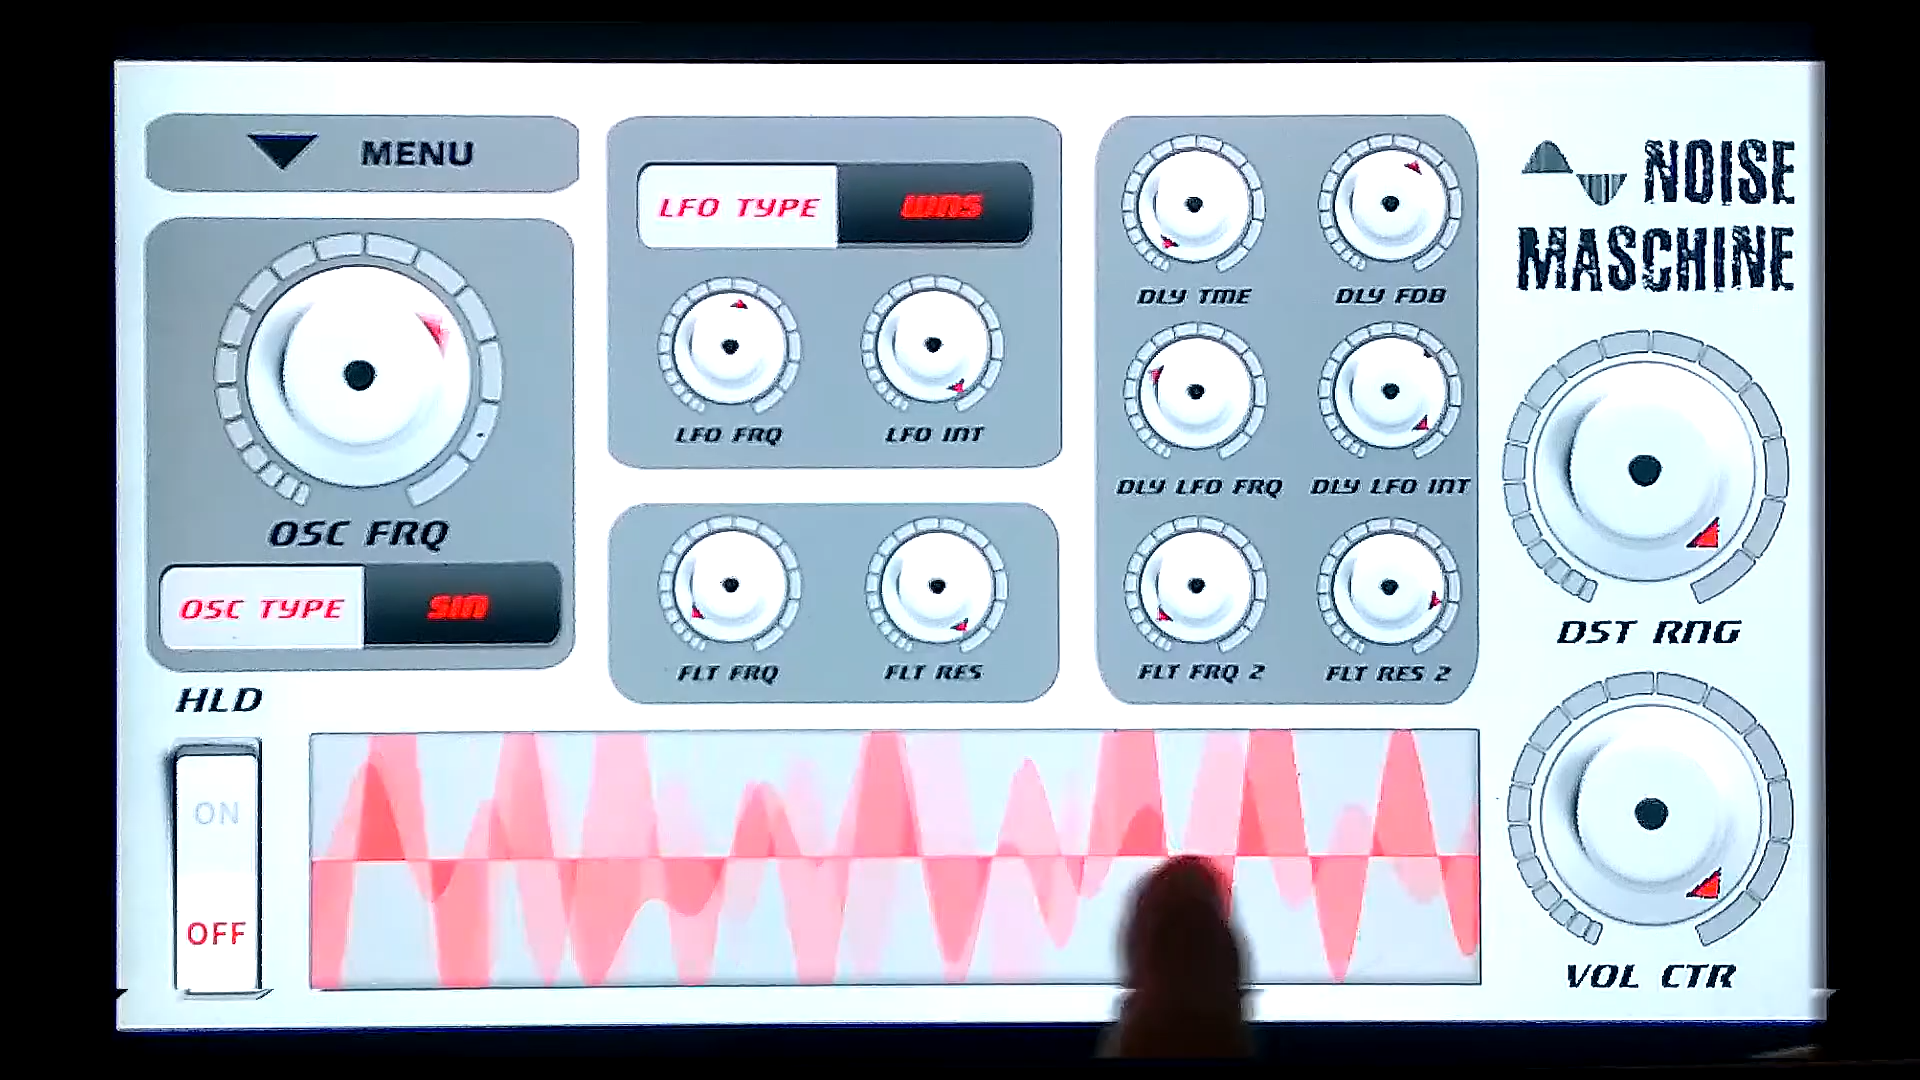 MENU
OSC FRQ
OSC TYPE SIN
HLD
ON
OFF
LFO TYPE
LFO FRQ LFO INT
FLT FRQ FLT RES
DLY TME DLY FDB
DLY LFO FRQ DLY LFO INT
FLT FRQ 2 FLT RES 2
NOISE
MASCHINE
DST RNG
VOL CTR